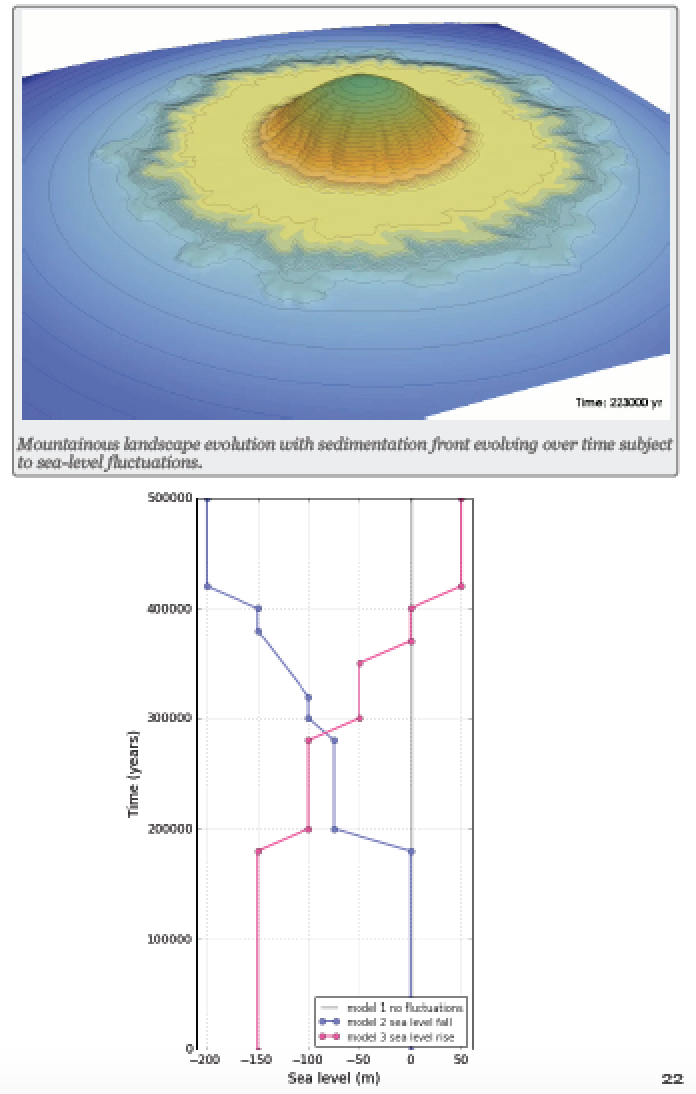 Time: 223000 yr
Mountainous landscape evolution with sedimentation front evolving over time subject
to sea-level fluctuations.
500000
400000
300000
200000
100000
0
Time (years)
−200 −150 −100 −50 0 50
Sea level (m)
model 1 no fluctuations
model 2 sea level fall
model 3 sea level rise
22